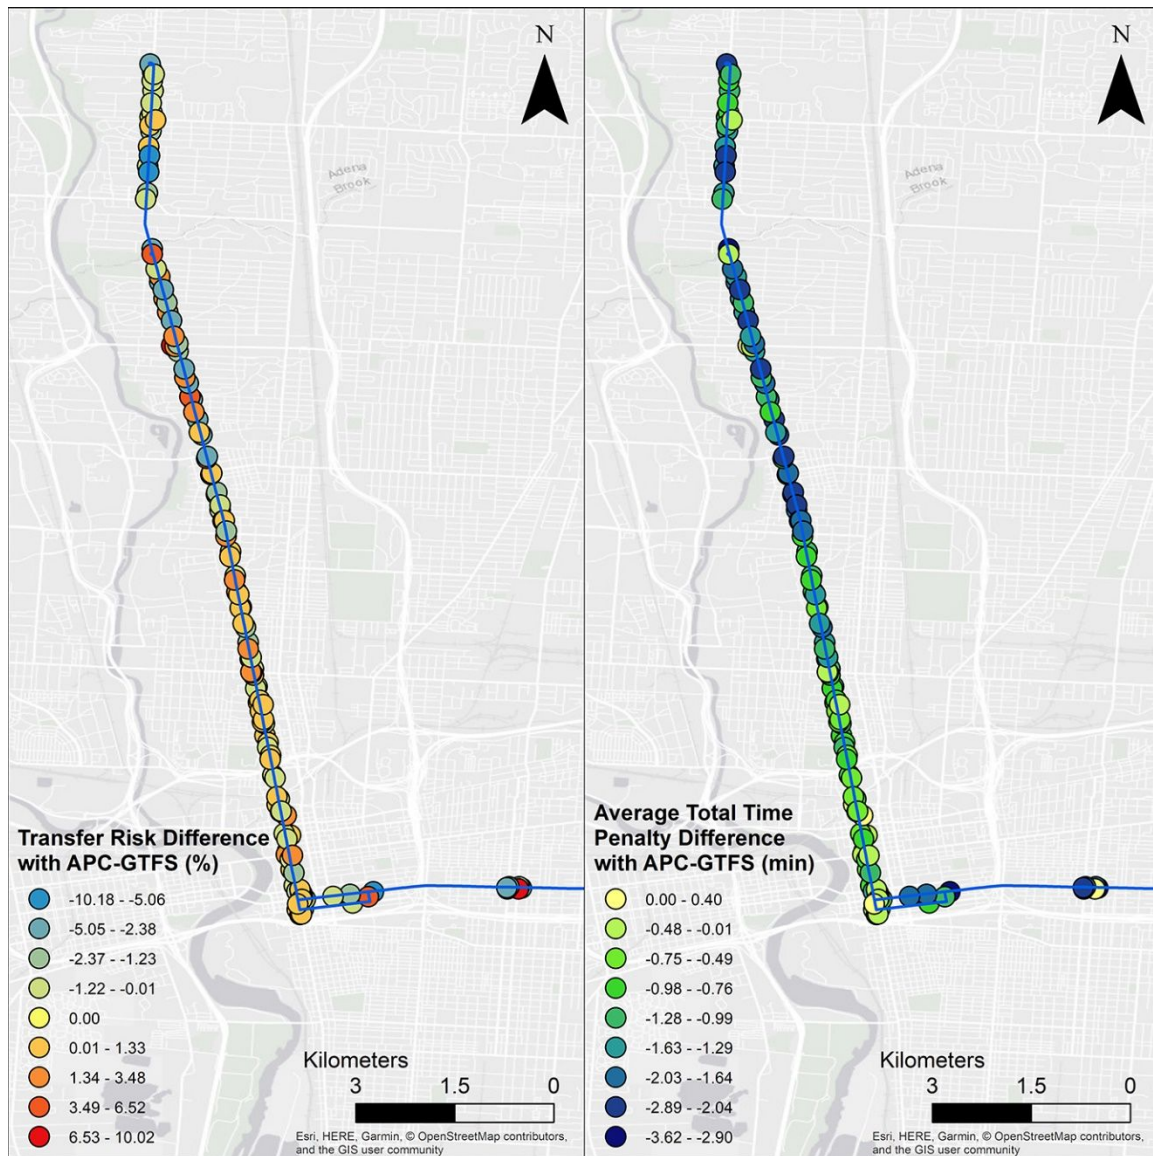 N
Adena
Brook
Transfer Risk Difference
with APC-GTFS (%)
-10.18 - -5.06
-5.05 - -2.38
-2.37 - -1.23
-1.22 - -0.01
0.00
0.01 - 1.33
1.34 - 3.48
3.49 - 6.52
6.53 - 10.02
Kilometers
3 1.5 0
Esri, HERE, Garmin, © OpenStreetMap contributors,
and the GIS user community
N
Adena
Brook
Average Total Time
Penalty Difference
with APC-GTFS (min)
0.00 - 0.40
-0.48 - -0.01
-0.75 - -0.49
-0.98 - -0.76
-1.28 - -0.99
-1.63 - -1.29
-2.03 - -1.64
-2.89 - -2.04
-3.62 - -2.90
Kilometers
3 1.5 0
Esri, HERE, Garmin, © OpenStreetMap contributors,
and the GIS user community